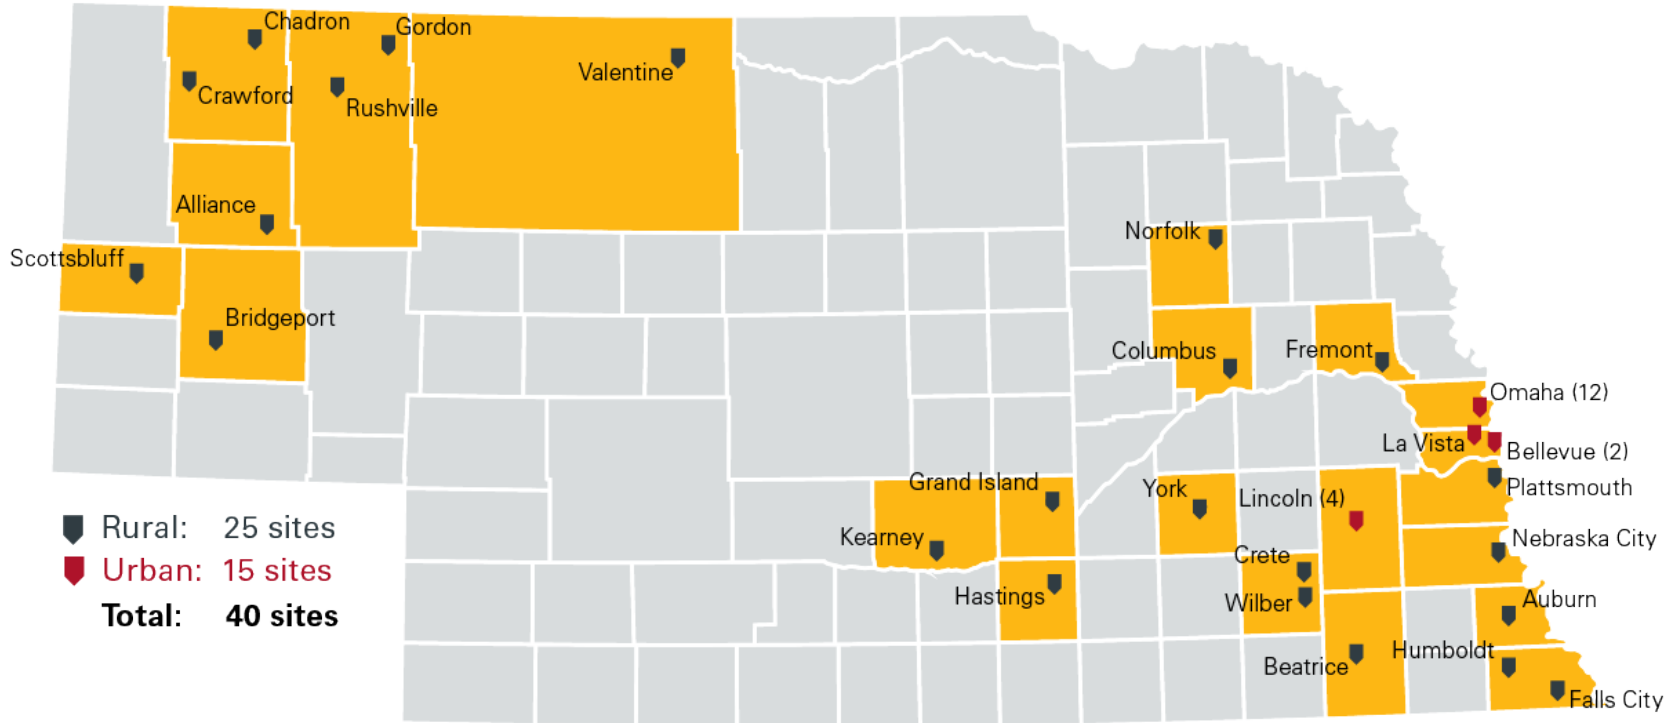 Chadron
Gordon
Valentine
Crawford
Rushville
Alliance
Norfolk
Scottsbluff
Bridgeport
Columbus
Fremont
Omaha (12)
La Vista
Bellevue (2)
Plattsmouth
Grand Island
York
Lincoln (4)
Kearney
Nebraska City
Crete
Hastings
Wilber
Auburn
Beatrice
Humboldt
Falls City
Rural: 25 sites
Urban: 15 sites
Total: 40 sites